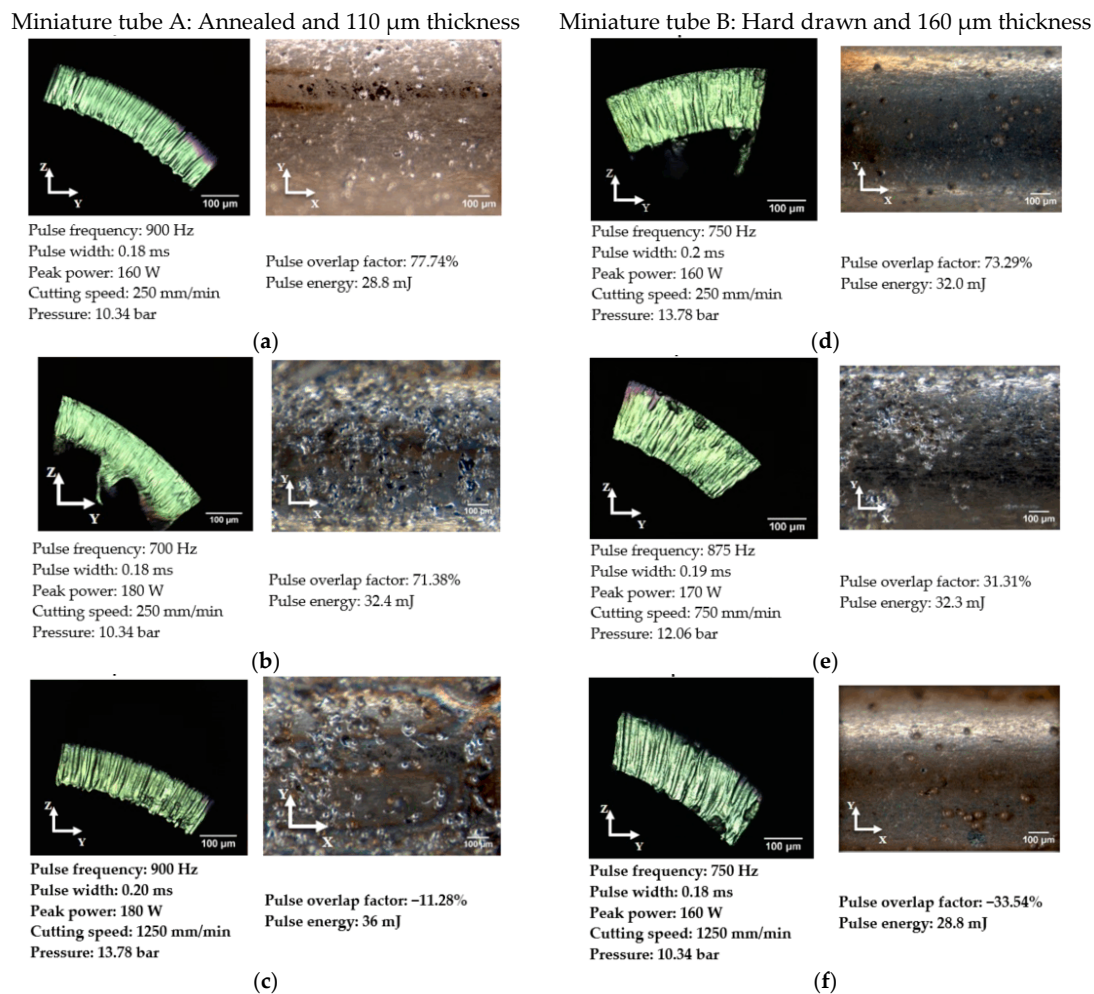 Miniature tube A: Annealed and 110 µm thickness
Z
Y
100 µm
Y
X
100 µm
Pulse frequency: 900 Hz
Pulse width: 0.18 ms
Peak power: 160 W
Cutting speed: 250 mm/min
Pressure: 10.34 bar
Pulse overlap factor: 77.74%
Pulse energy: 28.8 mJ
(a)
Z
Y
100 µm
Y
X
100 µm
Pulse frequency: 700 Hz
Pulse width: 0.18 ms
Peak power: 180 W
Cutting speed: 250 mm/min
Pressure: 10.34 bar
Pulse overlap factor: 71.38%
Pulse energy: 32.4 mJ
(b)
Z
Y
100 µm
Y
X
100 µm
Pulse frequency: 900 Hz
Pulse width: 0.20 ms
Peak power: 180 W
Cutting speed: 1250 mm/min
Pressure: 13.78 bar
Pulse overlap factor: −11.28%
Pulse energy: 36 mJ
(c)
Miniature tube B: Hard drawn and 160 µm thickness
Z
Y
100 µm
Y
X
100 µm
Pulse frequency: 750 Hz
Pulse width: 0.2 ms
Peak power: 160 W
Cutting speed: 250 mm/min
Pressure: 13.78 bar
Pulse overlap factor: 73.29%
Pulse energy: 32.0 mJ
(d)
Z
Y
100 µm
Y
X
100 µm
Pulse frequency: 875 Hz
Pulse width: 0.19 ms
Peak power: 170 W
Cutting speed: 750 mm/min
Pressure: 12.06 bar
Pulse overlap factor: 31.31%
Pulse energy: 32.3 mJ
(e)
Z
Y
100 µm
Y
X
100 µm
Pulse frequency: 750 Hz
Pulse width: 0.18 ms
Peak power: 160 W
Cutting speed: 1250 mm/min
Pressure: 10.34 bar
Pulse overlap factor: −33.54%
Pulse energy: 28.8 mJ
(f)